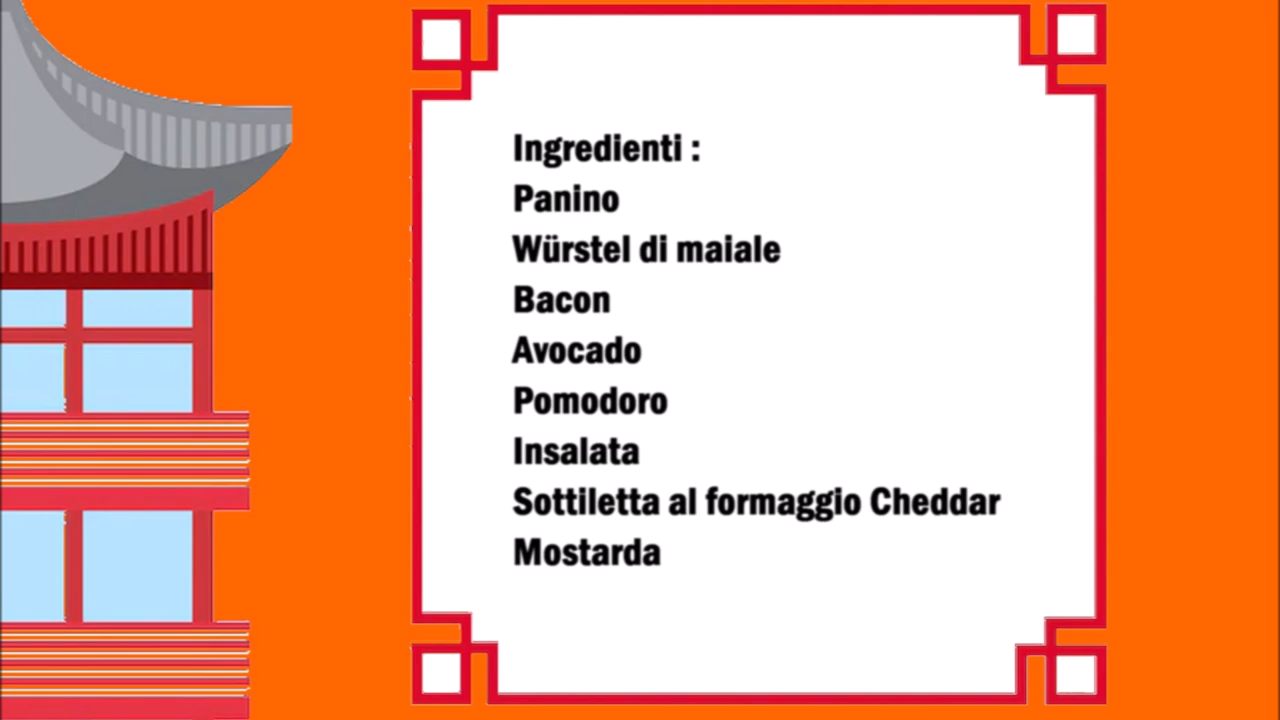 Ingredienti :
Panino
Würstel di maiale
Bacon
Avocado
Pomodoro
Insalata
Sottiletta al formaggio Cheddar
Mostarda